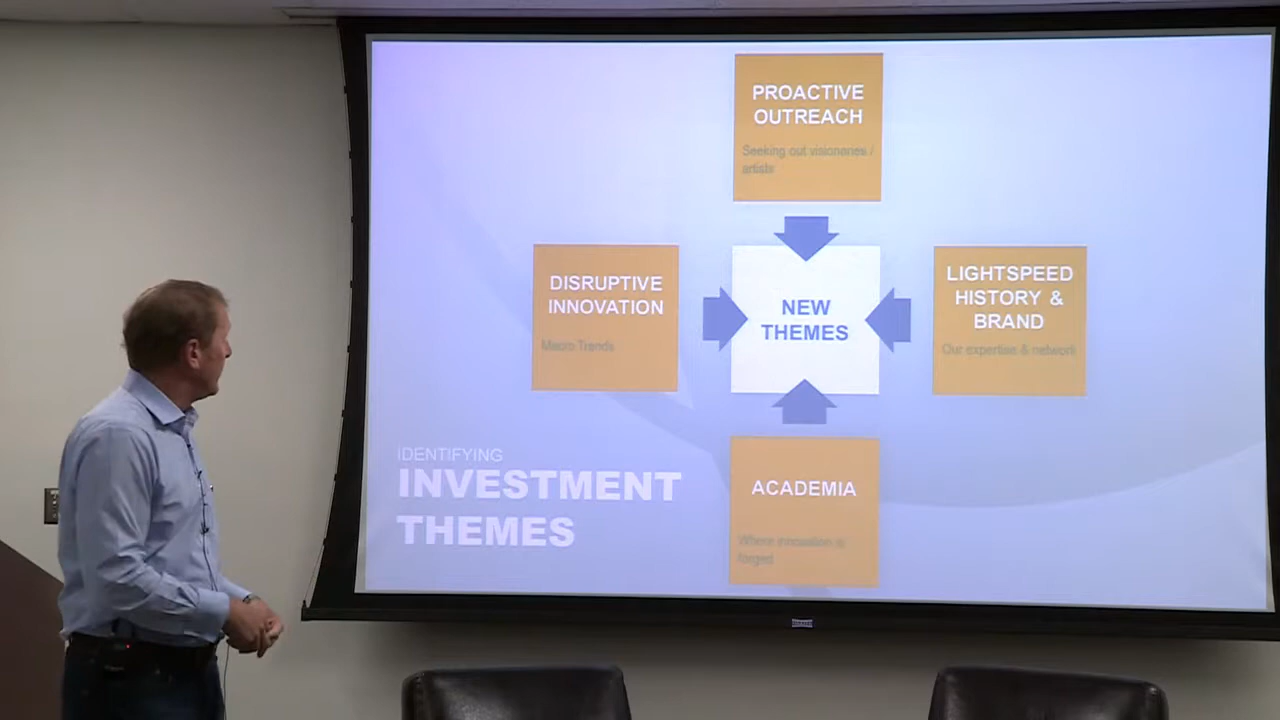 PROACTIVE
OUTREACH
Seeking out visionaries /
artists
DISRUPTIVE
INNOVATION
Macro Trends
NEW
THEMES
LIGHTSPEED
HISTORY &
BRAND
Our expertise & network
IDENTIFYING
INVESTMENT
THEMES
ACADEMIA
Where innovation is
forged